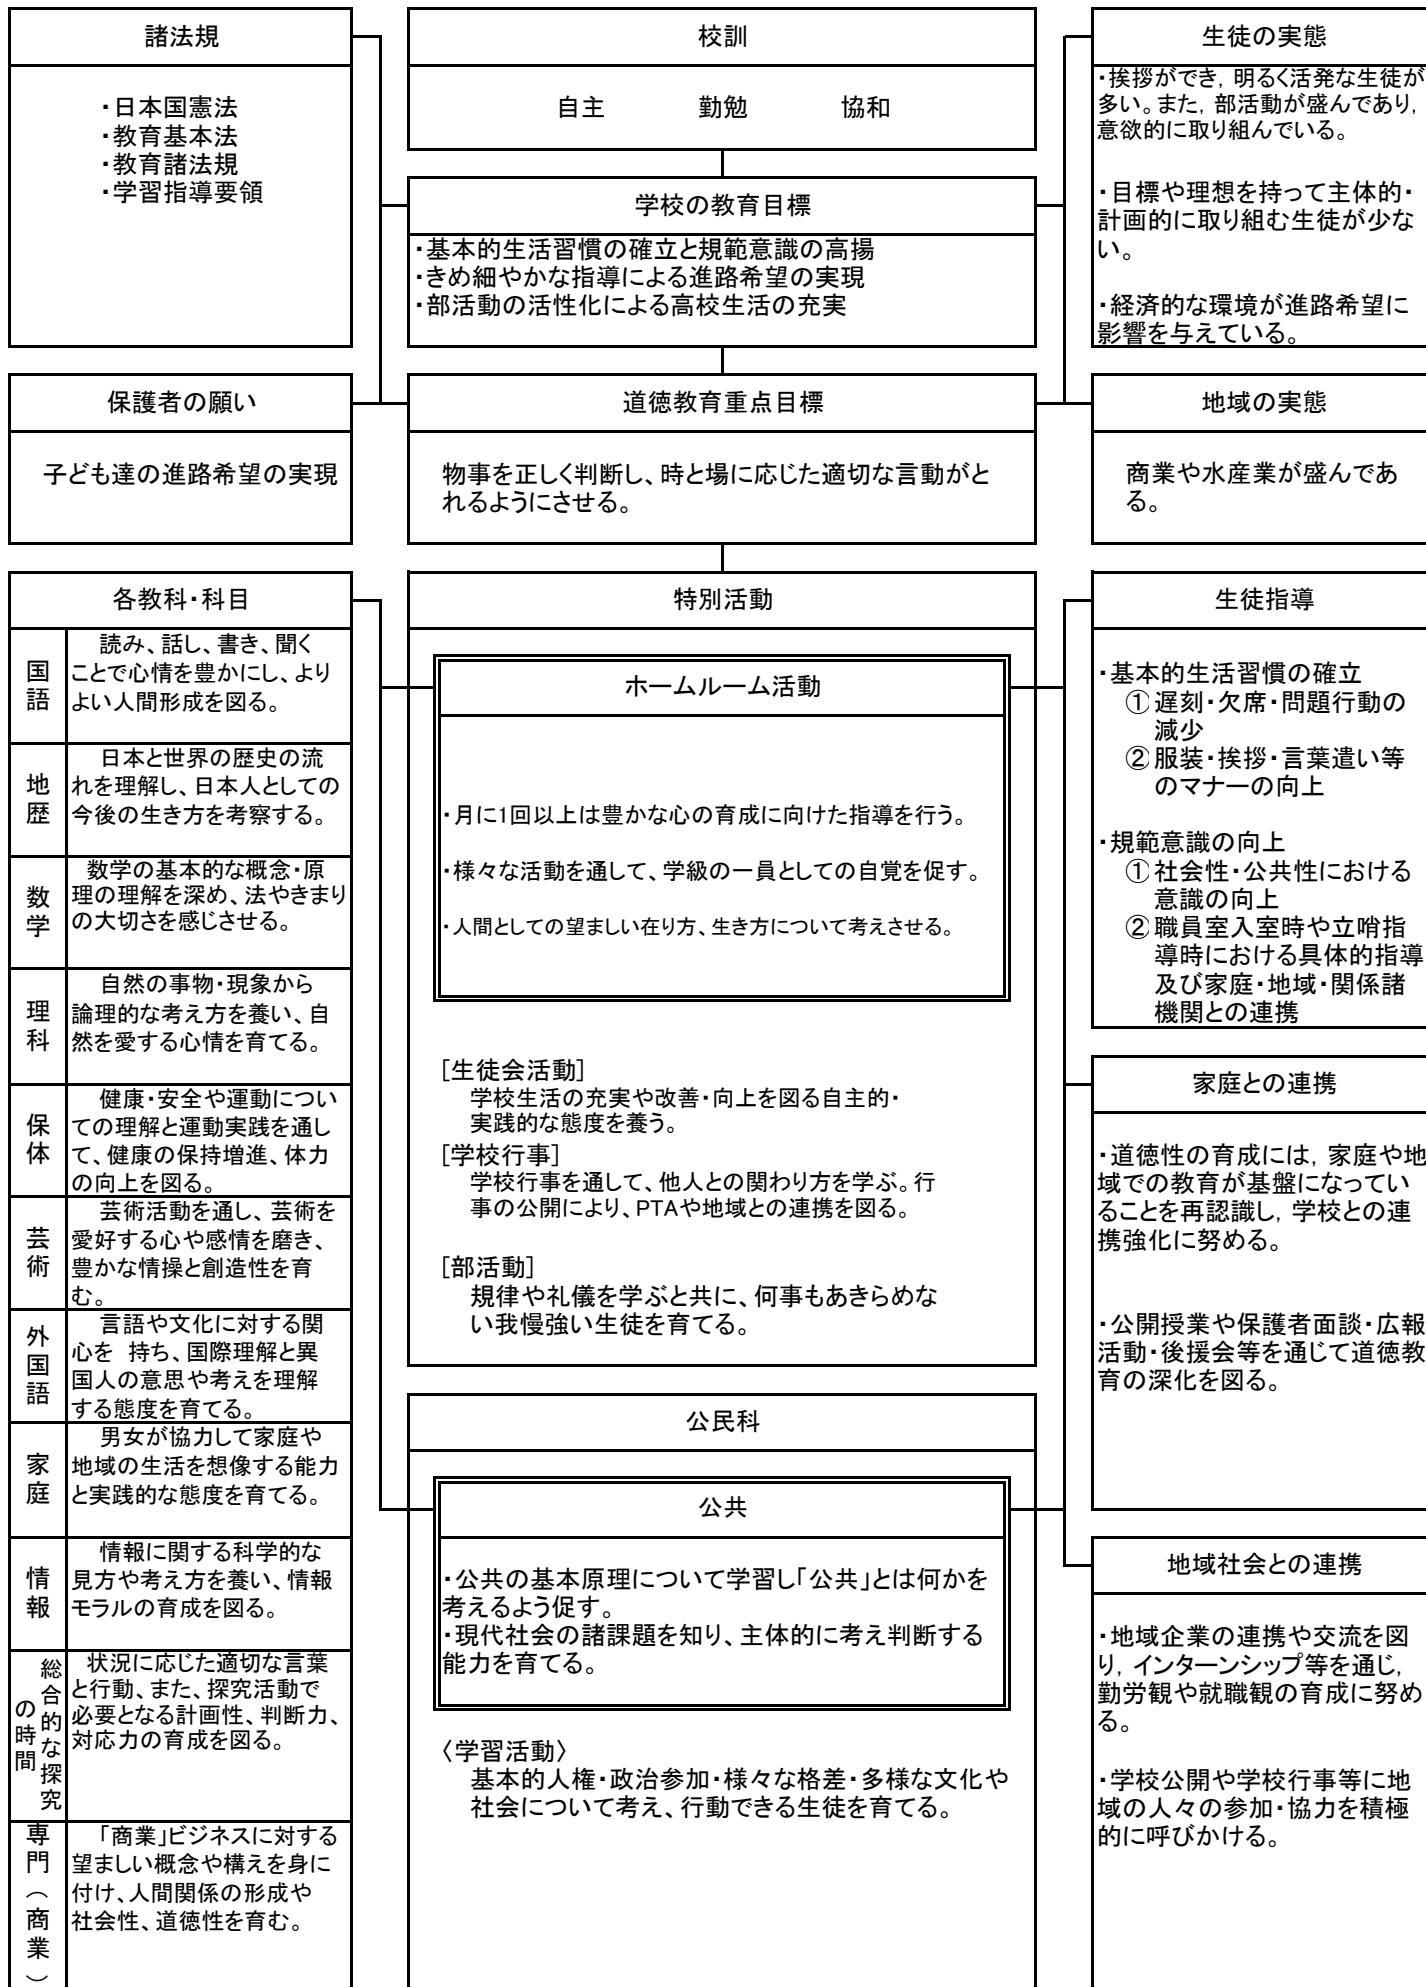 諸法規
・日本国憲法
・教育基本法
・教育諸法規
・学習指導要領
校訓
自主　勤勉　協和
生徒の実態
・挨拶ができ，明るく活発な生徒が
多い。また，部活動が盛んであり，
意欲的に取り組んでいる。
・目標や理想を持って主体的・
計画的に取り組む生徒が少な
い。
・経済的な環境が進路希望に
影響を与えている。
学校の教育目標
・基本的生活習慣の確立と規範意識の高揚
・きめ細やかな指導による進路希望の実現
・部活動の活性化による高校生活の充実
保護者の願い
子ども達の進路希望の実現
道徳教育重点目標
物事を正しく判断し、時と場に応じた適切な言動がと
れるようにさせる。
地域の実態
商業や水産業が盛んであ
る。
各教科・科目
国語
読み、話し、書き、聞く
ことで心情を豊かにし、より
よい人間形成を図る。
地歴
日本と世界の歴史の流
れを理解し、日本人としての
今後の生き方を考察する。
数学
数学の基本的な概念・原
理の理解を深め、法やきまり
の大切さを感じさせる。
理科
自然の事物・現象から
論理的な考え方を養い、自
然を愛する心情を育てる。
保体
健康・安全や運動につい
ての理解と運動実践を通し
て、健康の保持増進、体力
の向上を図る。
芸術
芸術活動を通し、芸術を
愛好する心や感情を磨き、
豊かな情操と創造性を育
む。
外国語
言語や文化に対する関
心を　持ち、国際理解と異
国人の意思や考えを理解
する態度を育てる。
家庭
男女が協力して家庭や
地域の生活を想像する能力
と実践的な態度を育てる。
情報
情報に関する科学的な
見方や考え方を養い、情報
モラルの育成を図る。
総合的な探究
の時間
状況に応じた適切な言葉
と行動、また、探究活動で
必要となる計画性、判断力、
対応力の育成を図る。
専門（商業）
「商業」ビジネスに対する
望ましい概念や構えを身に
付け、人間関係の形成や
社会性、道徳性を育む。
特別活動
ホームルーム活動
・月に1回以上は豊かな心の育成に向けた指導を行う。
・様々な活動を通して、学級の一員としての自覚を促す。
・人間としての望ましい在り方、生き方について考えさせる。
［生徒会活動］
学校生活の充実や改善・向上を図る自主的・
実践的な態度を養う。
［学校行事］
学校行事を通して、他人との関わり方を学ぶ。行
事の公開により、PTAや地域との連携を図る。
［部活動］
規律や礼儀を学ぶと共に、何事もあきらめな
い我慢強い生徒を育てる。
公民科
公共
・公共の基本原理について学習し「公共」とは何かを
考えるよう促す。
・現代社会の諸課題を知り、主体的に考え判断する
能力を育てる。
〈学習活動〉
基本的人権・政治参加・様々な格差・多様な文化や
社会について考え、行動できる生徒を育てる。
生徒指導
・基本的生活習慣の確立
①遅刻・欠席・問題行動の
減少
②服装・挨拶・言葉遣い等
のマナーの向上
・規範意識の向上
①社会性・公共性における
意識の向上
②職員室入室時や立哨指
導時における具体的指導
及び家庭・地域・関係諸
機関との連携
家庭との連携
・道徳性の育成には，家庭や地
域での教育が基盤になってい
ることを再認識し，学校との連
携強化に努める。
・公開授業や保護者面談・広報
活動・後援会等を通じて道徳教
育の深化を図る。
地域社会との連携
・地域企業の連携や交流を図
り，インターンシップ等を通じ，
勤労観や就職観の育成に努め
る。
・学校公開や学校行事等に地
域の人々の参加・協力を積極
的に呼びかける。